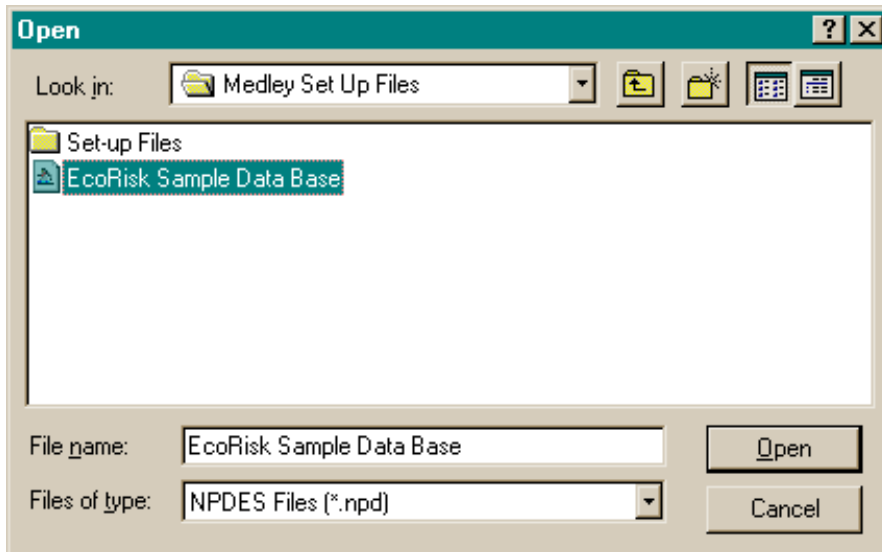 Open
Look in: Medley Set Up Files
Set-up Files
EcoRisk Sample Data Base
File name: EcoRisk Sample Data Base
Open
Files of type: NPDES Files (*.npd)
Cancel